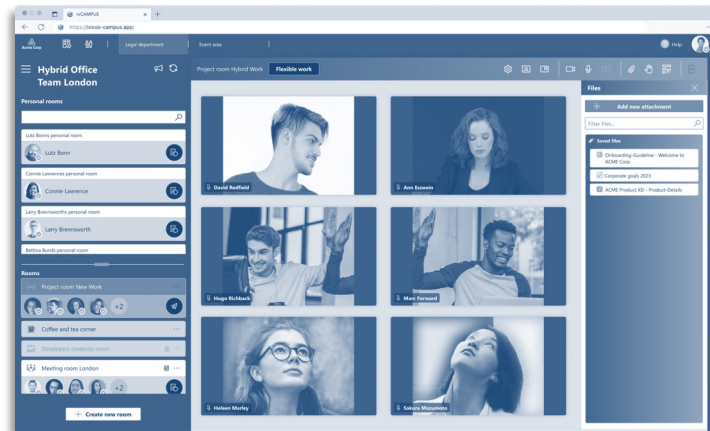 ivCAMPUS
https://ivicos-campus.app/
Acme Corp
Legal department
Event area
Help
Hybrid Office
Team London
Personal rooms
Lutz Borns personal room
Lutz Born
Connie Lawrences personal room
Connie Lawrence
Larry Brennsworths personal room
Larry Brennsworth
Bettina Bunds personal room
Rooms
Project room New Work
+2
Coffee and tea corner
Developers creativity room
Meeting room London
+2
+ Create new room
Project room Hybrid Work
Flexible work
David Redfield
Ann Esswein
Hugo Richback
Marc Forward
Heleen Marley
Sakura Mazumoto
Files
+ Add new attachment
Filter files...
Saved files
Onboarding-Guideline - Welcome to
ACME Corp.
Corporate goals 2023
ACME Product XD - Product-Details